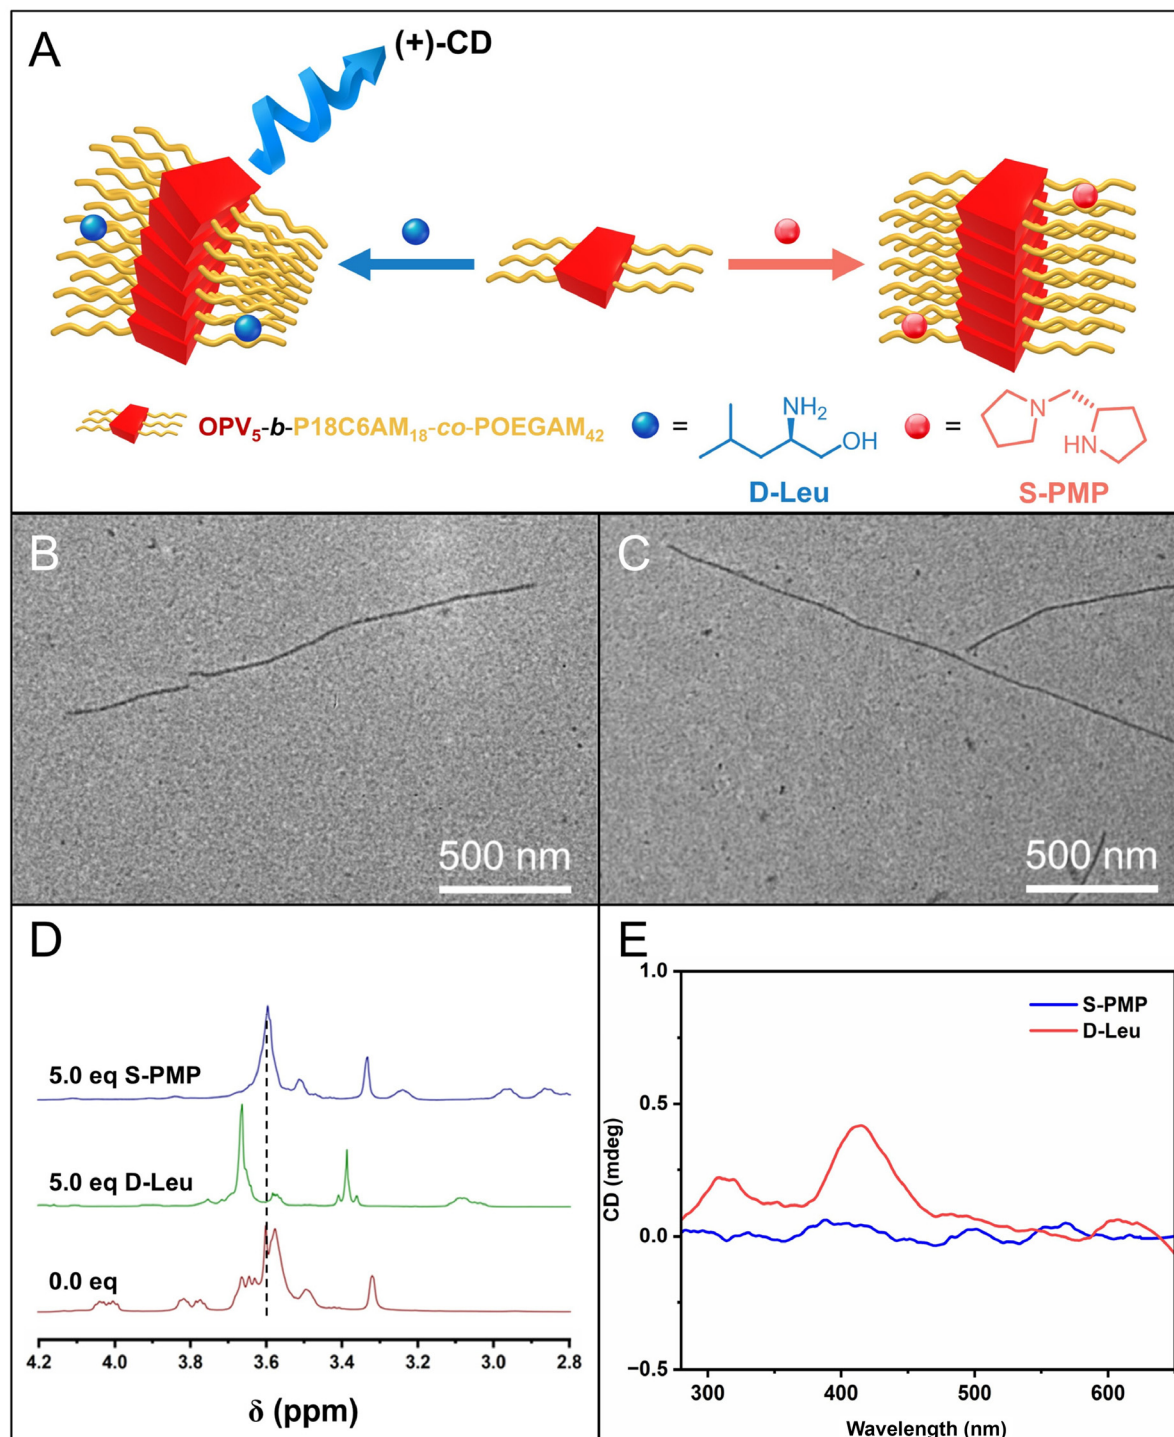 A
(+)-CD
OPV5-b-P18C6AM18-co-POEGAM42
=
NH2
OH
D-Leu
=
N
HN
S-PMP
B
500 nm
C
500 nm
D
5.0 eq S-PMP
5.0 eq D-Leu
0.0 eq
4.2 4.0 3.8 3.6 3.4 3.2 3.0 2.8
δ (ppm)
E
1.0
0.5
0.0
−0.5
CD (mdeg)
S-PMP
D-Leu
300 400 500 600
Wavelength (nm)